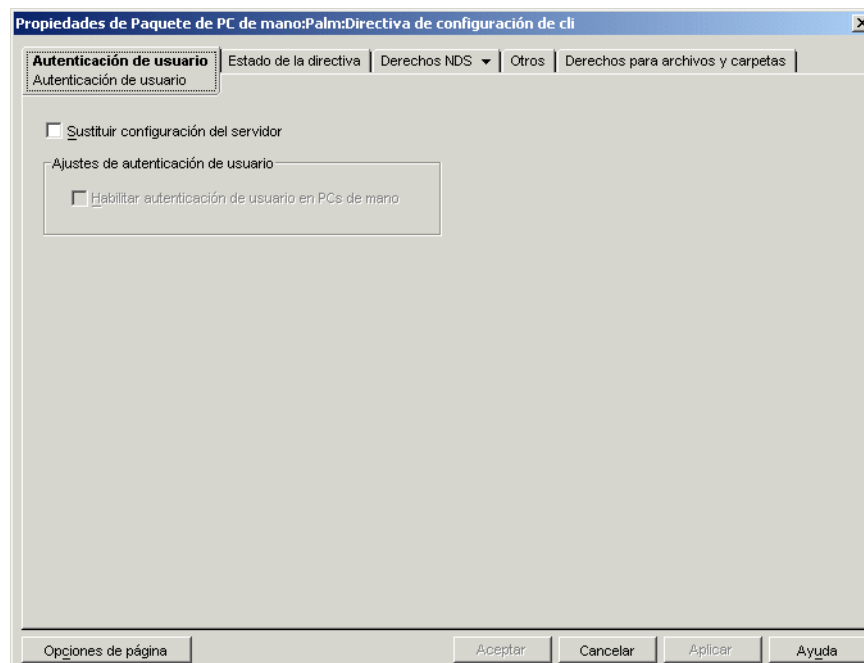 Propiedades de Paquete de PC de mano:Palm:Directiva de configuración de cli
Autenticación de usuario Estado de la directiva Derechos NDS Otros Derechos para archivos y carpetas
Autenticación de usuario
Sustituir configuración del servidor
Ajustes de autenticación de usuario
Habilitar autenticación de usuario en PCs de mano
Opciones de página Aceptar Cancelar Aplicar Ayuda